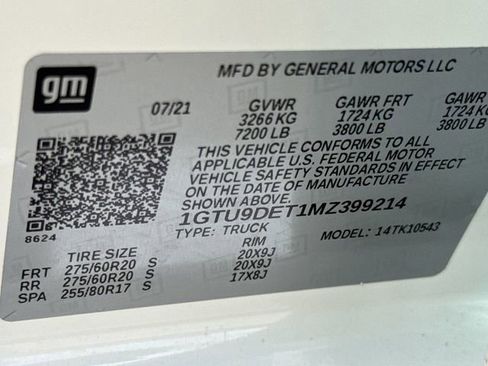 gm
MFD BY GENERAL MOTORS LLC
07/21 GVWR GAWR FRT GAWR
3266 KG 1724 KG 1724 KG
7200 LB 3800 LB 3800 LB
THIS VEHICLE CONFORMS TO ALL
APPLICABLE U.S. FEDERAL MOTOR
VEHICLE SAFETY STANDARDS IN EFFECT
ON THE DATE OF MANUFACTURE
SHOWN ABOVE.
1GTU9DET1MZ399214
8624
TYPE: TRUCK MODEL: 14TK10543
TIRE SIZE RIM
FRT 275/60R20 S 20X9J
RR 275/60R20 S 20X9J
SPA 255/80R17 S 17X8J